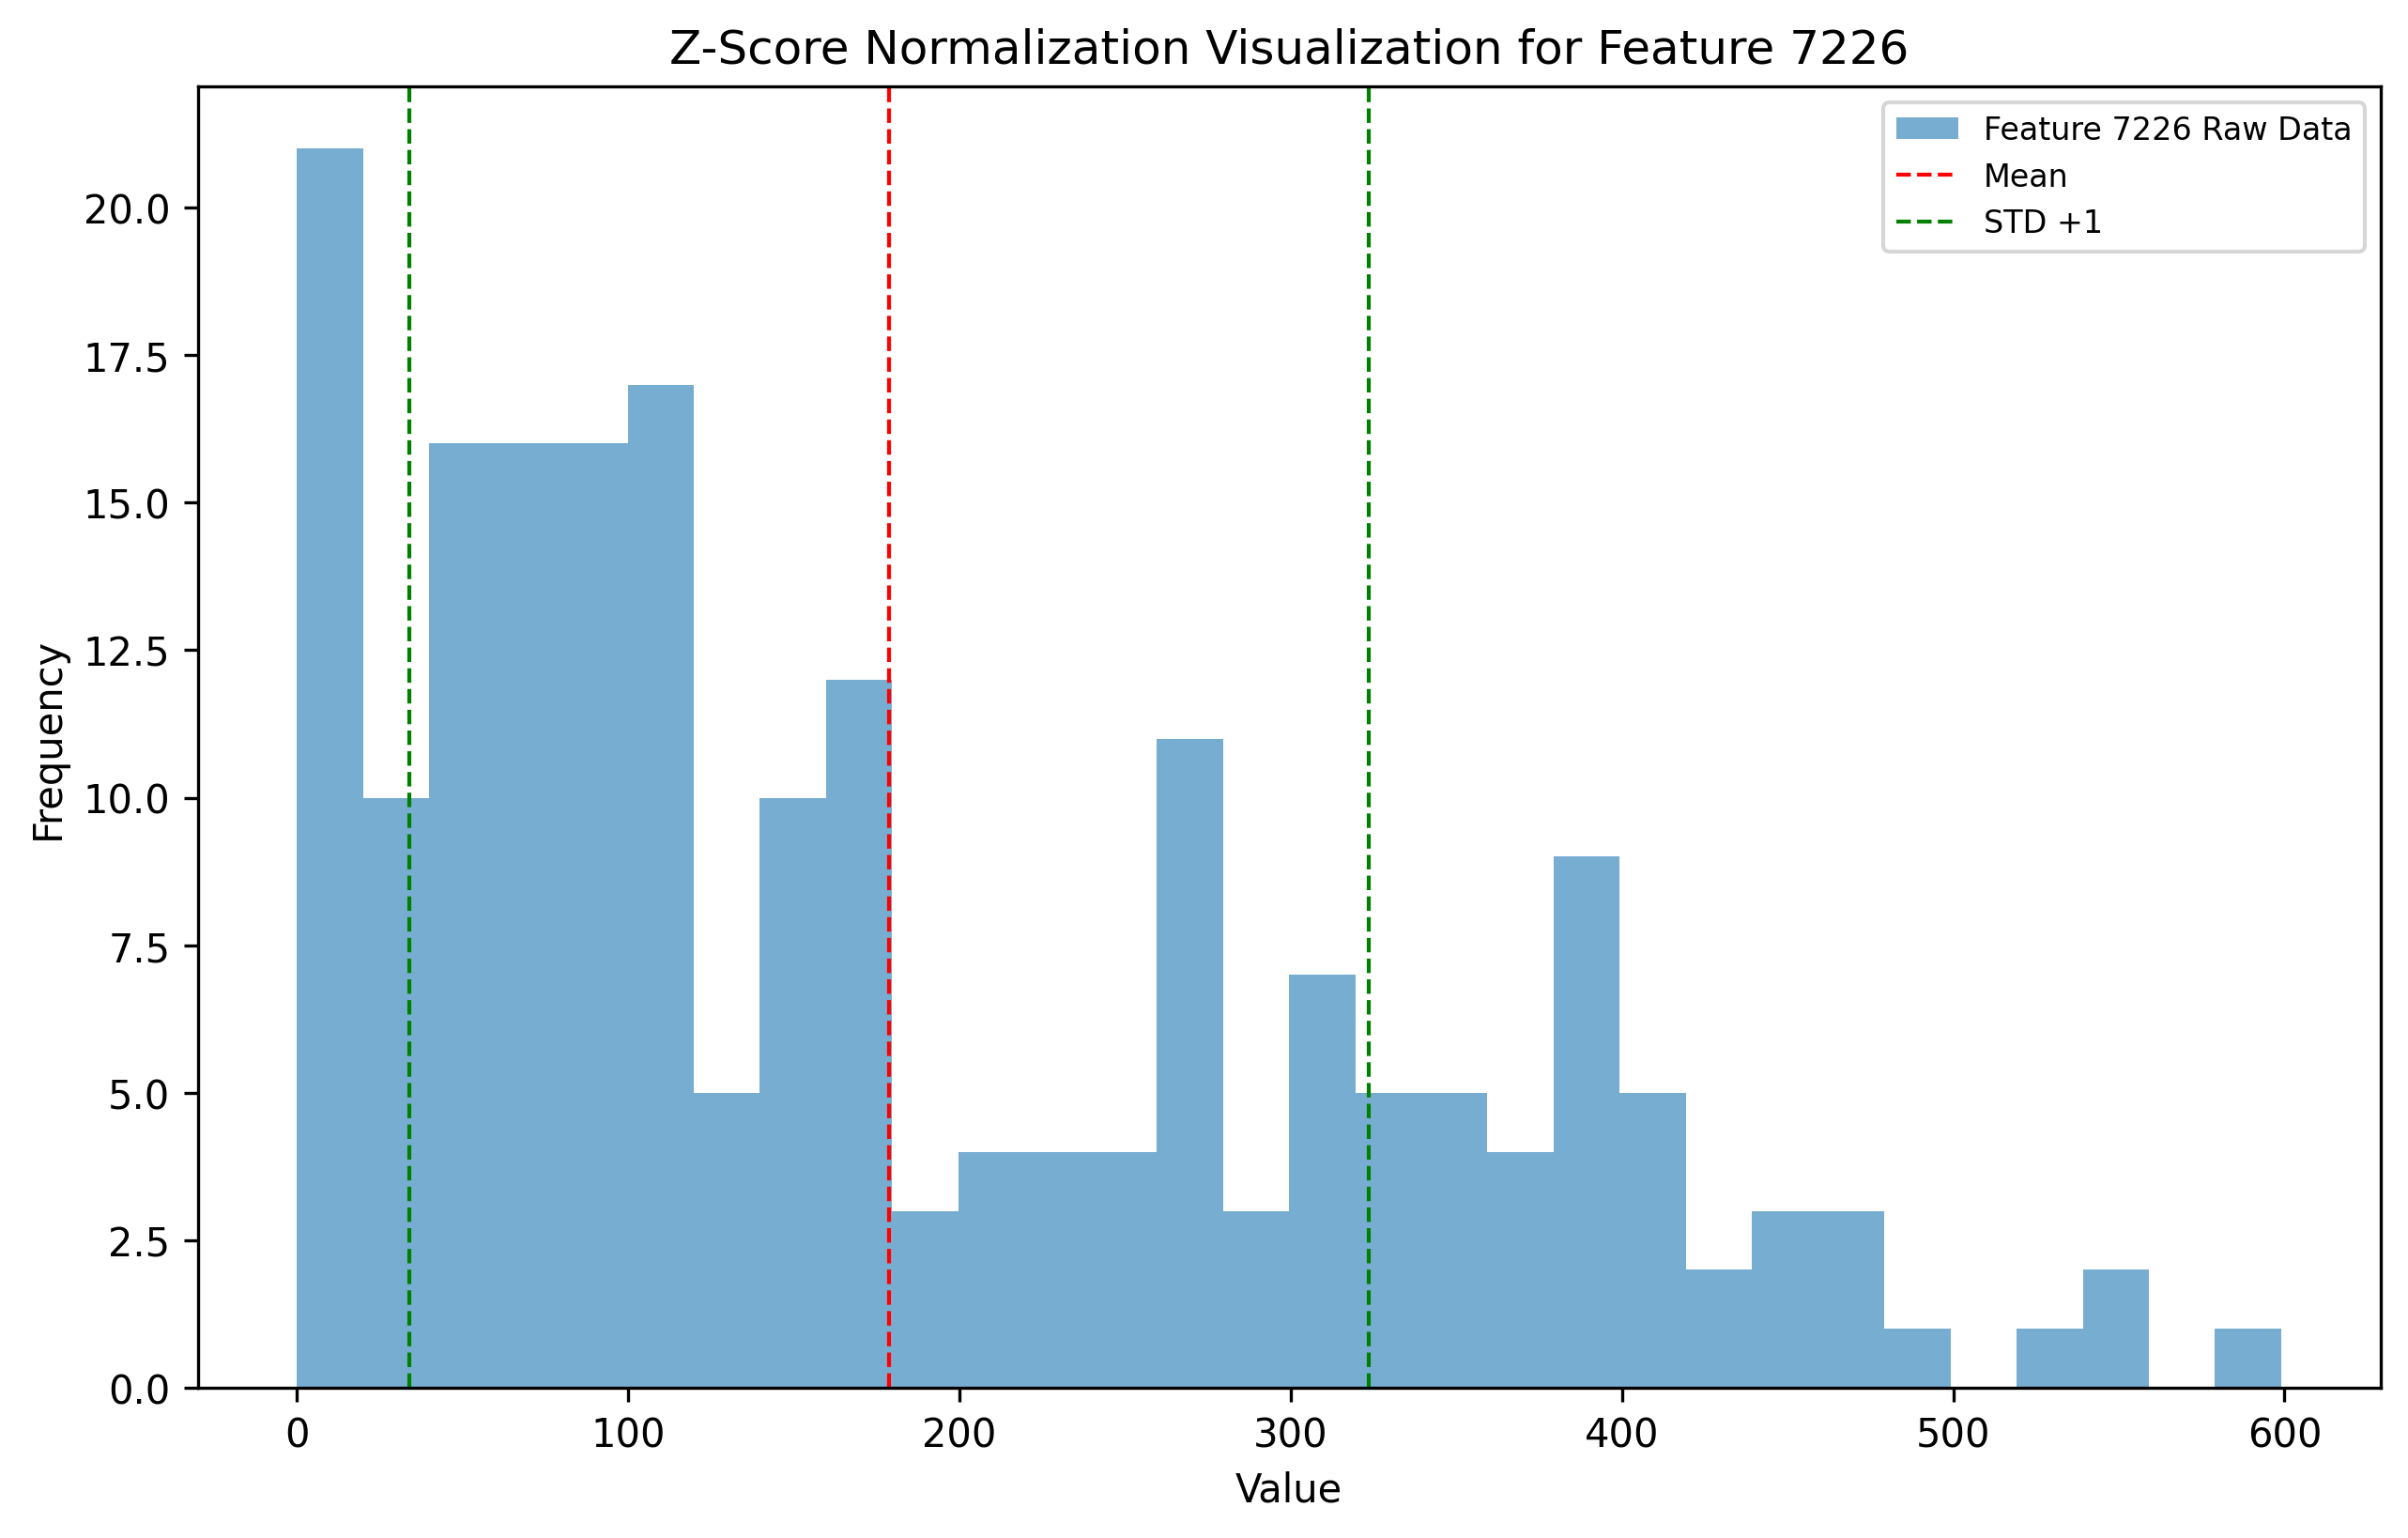 Z-Score Normalization Visualization for Feature 7226
Feature 7226 Raw Data
Mean
STD +1
20.0
17.5
15.0
12.5
10.0
7.5
5.0
2.5
0.0
Frequency
0 100 200 300 400 500 600
Value